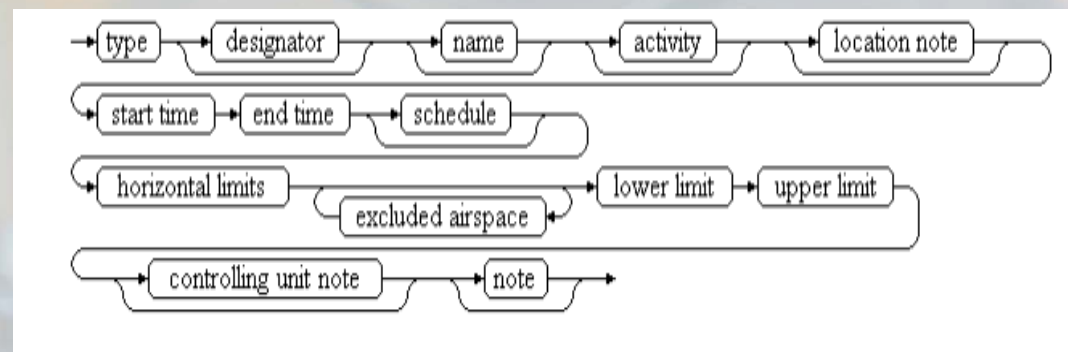 type designator name activity location note
start time end time schedule
horizontal limits lower limit upper limit
excluded airspace
controlling unit note note